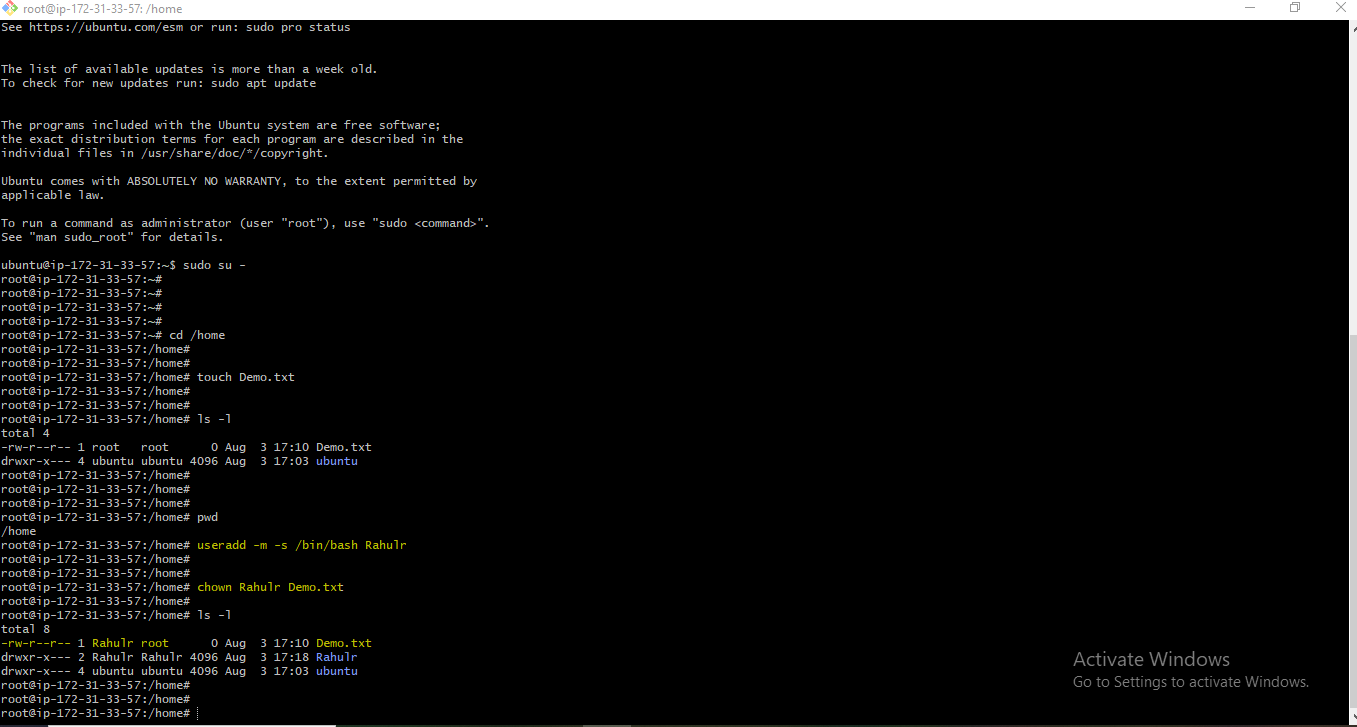 root@ip-172-31-33-57: /home
See https://ubuntu.com/esm or run: sudo pro status
The list of available updates is more than a week old.
To check for new updates run: sudo apt update
The programs included with the Ubuntu system are free software;
the exact distribution terms for each program are described in the
individual files in /usr/share/doc/*/copyright.
Ubuntu comes with ABSOLUTELY NO WARRANTY, to the extent permitted by
applicable law.
To run a command as administrator (user "root"), use "sudo <command>".
See "man sudo_root" for details.
ubuntu@ip-172-31-33-57:~$ sudo su -
root@ip-172-31-33-57:~#
root@ip-172-31-33-57:~#
root@ip-172-31-33-57:~#
root@ip-172-31-33-57:~#
root@ip-172-31-33-57:~# cd /home
root@ip-172-31-33-57:/home#
root@ip-172-31-33-57:/home#
root@ip-172-31-33-57:/home# touch Demo.txt
root@ip-172-31-33-57:/home#
root@ip-172-31-33-57:/home#
root@ip-172-31-33-57:/home# ls -l
total 4
-rw-r--r-- 1 root   root      0 Aug  3 17:10 Demo.txt
drwxr-x--- 4 ubuntu ubuntu 4096 Aug  3 17:03 ubuntu
root@ip-172-31-33-57:/home#
root@ip-172-31-33-57:/home#
root@ip-172-31-33-57:/home#
root@ip-172-31-33-57:/home# pwd
/home
root@ip-172-31-33-57:/home# useradd -m -s /bin/bash Rahulr
root@ip-172-31-33-57:/home#
root@ip-172-31-33-57:/home#
root@ip-172-31-33-57:/home# chown Rahulr Demo.txt
root@ip-172-31-33-57:/home#
root@ip-172-31-33-57:/home# ls -l
total 8
-rw-r--r-- 1 Rahulr root      0 Aug  3 17:10 Demo.txt
drwxr-x--- 2 Rahulr Rahulr 4096 Aug  3 17:18 Rahulr
drwxr-x--- 4 ubuntu ubuntu 4096 Aug  3 17:03 ubuntu
root@ip-172-31-33-57:/home#
root@ip-172-31-33-57:/home#
root@ip-172-31-33-57:/home#
Activate Windows
Go to Settings to activate Windows.